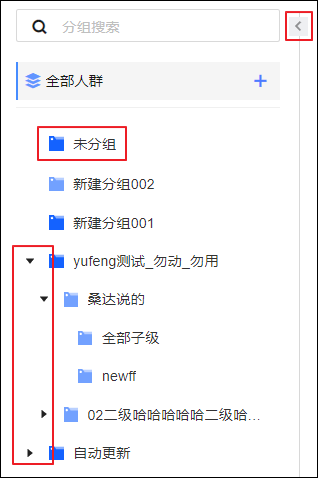 分组搜索
全部人群
未分组
新建分组002
新建分组001
yufeng测试_勿动_勿用
桑达说的
全部子级
newff
02二级哈哈哈哈哈二级哈...
自动更新